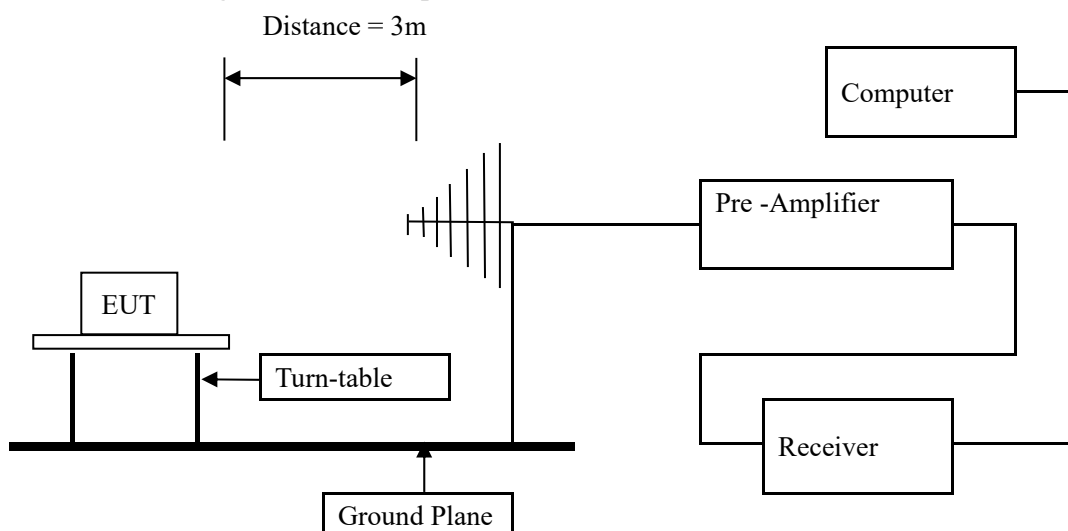 Distance = 3m
Computer
Pre -Amplifier
EUT
Turn-table
Receiver
Ground Plane